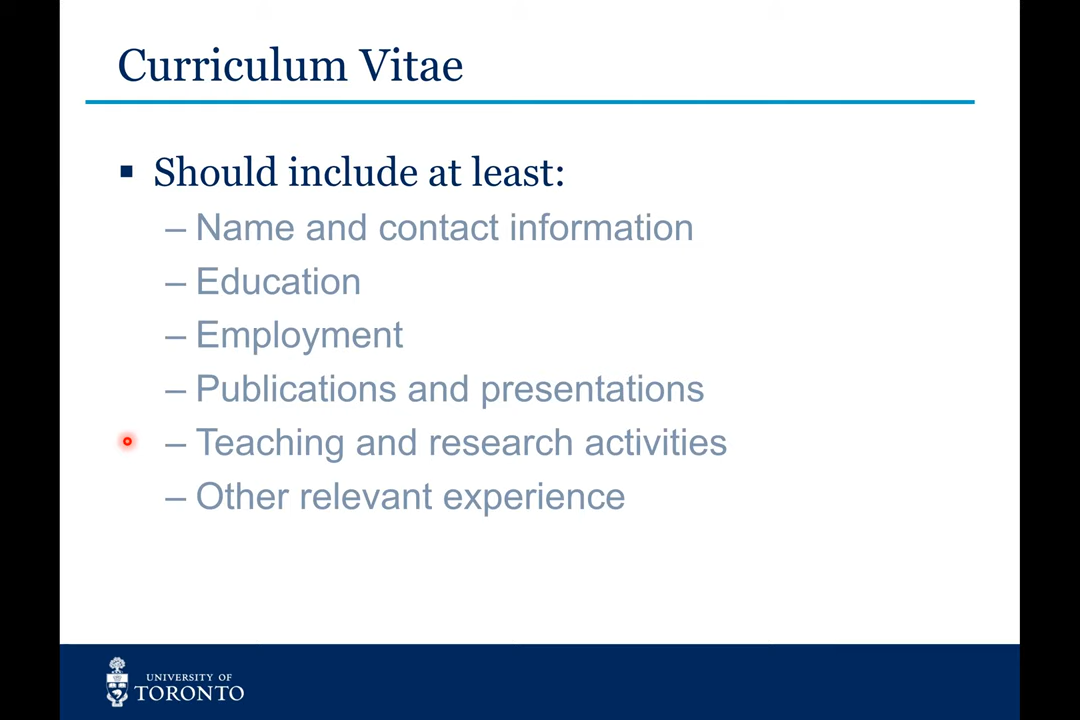 Curriculum Vitae
▪ Should include at least:
– Name and contact information
– Education
– Employment
– Publications and presentations
– Teaching and research activities
– Other relevant experience
UNIVERSITY OF
TORONTO